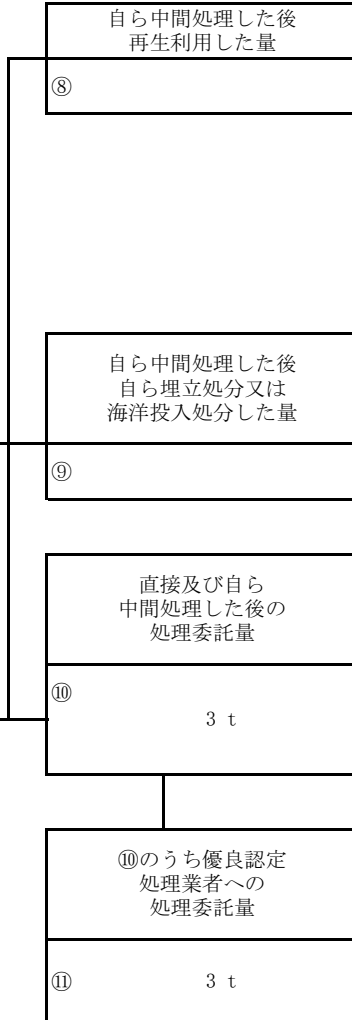 自ら中間処理した後
再生利用した量
⑧
自ら中間処理した後
自ら埋立処分又は
海洋投入処分した量
⑨
直接及び自ら
中間処理した後の
処理委託量
⑩
3 t
⑩のうち優良認定
処理業者への
処理委託量
⑪ 3 t